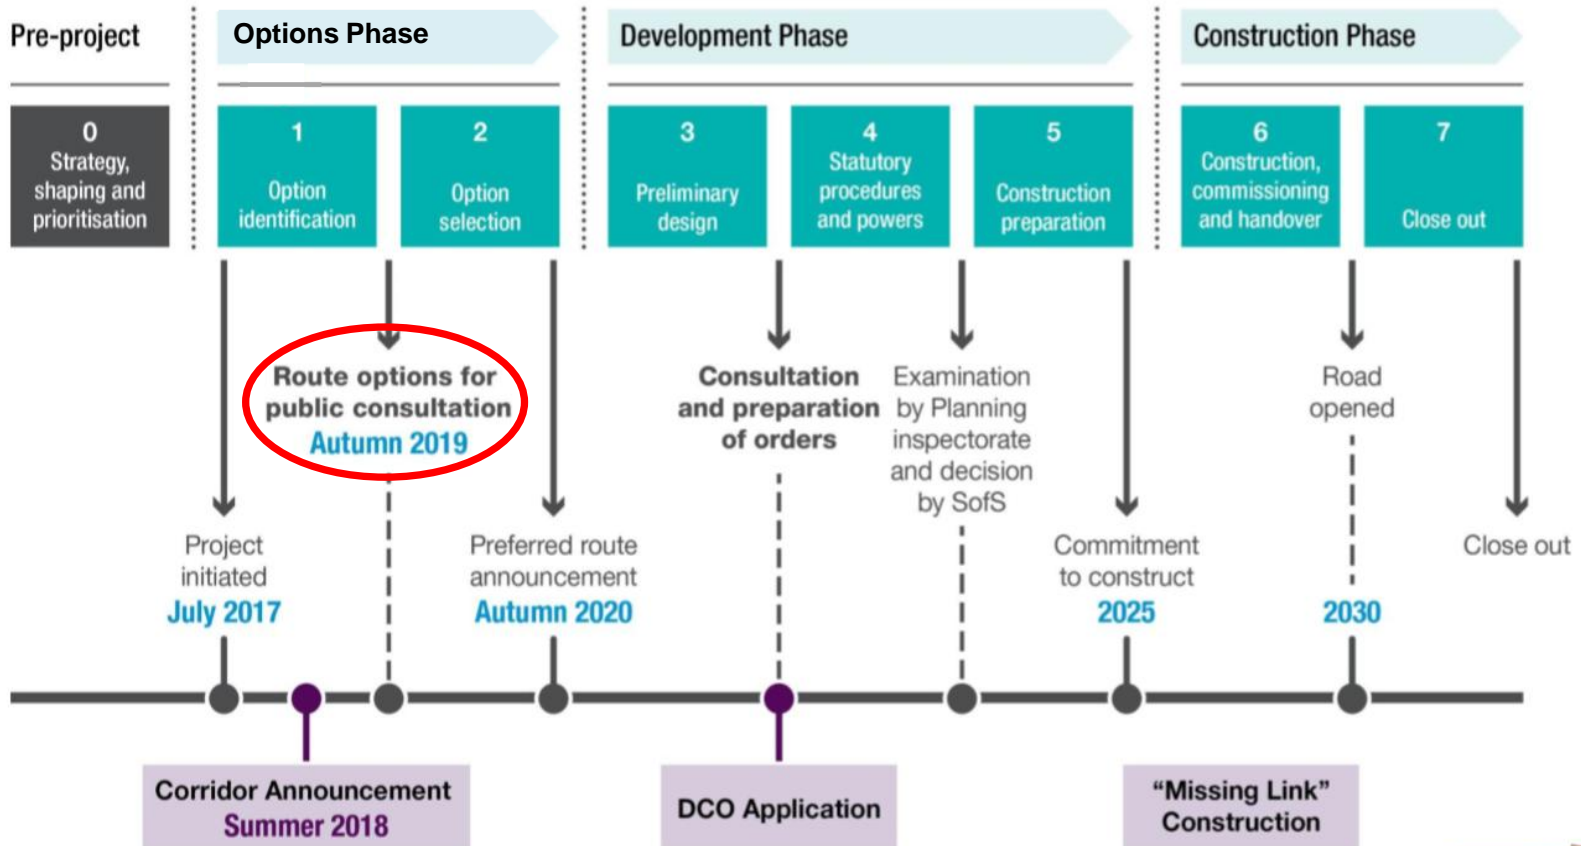 Pre-project
Options Phase
Development Phase
Construction Phase
0
Strategy,
shaping and
prioritisation
1
Option
identification
2
Option
selection
3
Preliminary
design
4
Statutory
procedures
and powers
5
Construction
preparation
6
Construction,
commissioning
and handover
7
Close out
Route options for
public consultation
Autumn 2019
Consultation
and preparation
of orders
Examination
by Planning
inspectorate
and decision
by SofS
Road
opened
Project
initiated
July 2017
Preferred route
announcement
Autumn 2020
Commitment
to construct
2025
2030
Close out
Corridor Announcement
Summer 2018
DCO Application
“Missing Link”
Construction